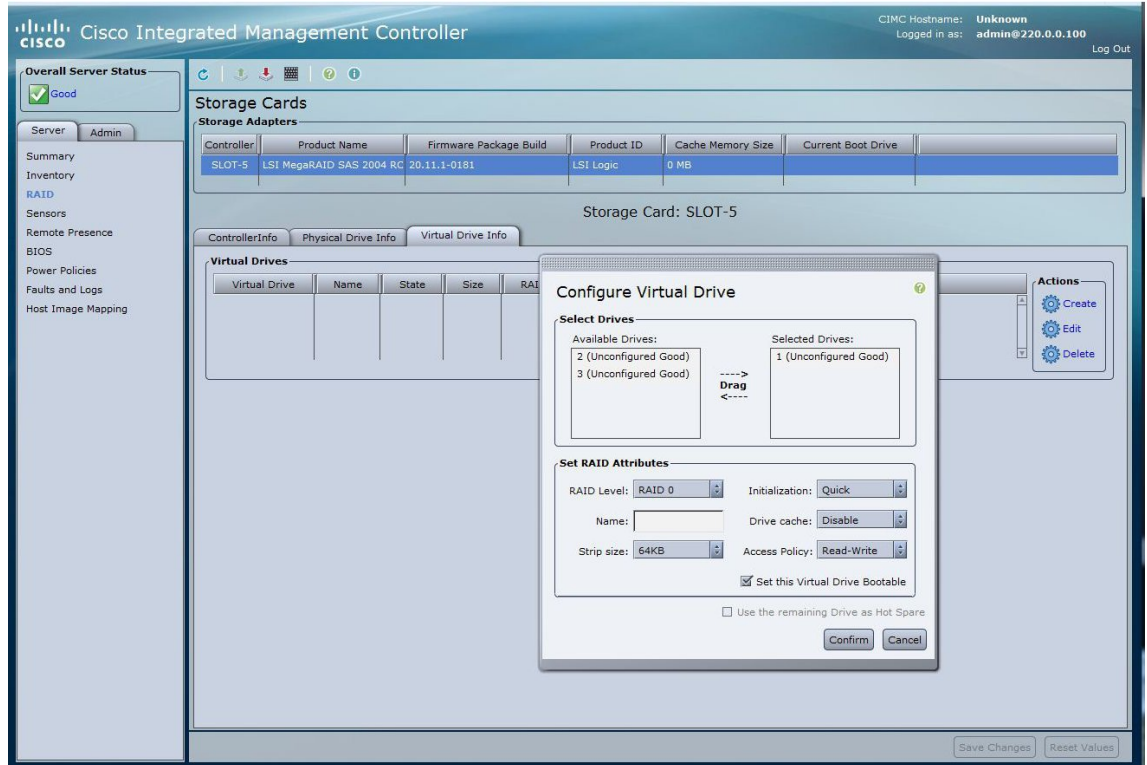 CISCO Cisco Integrated Management Controller
CIMC Hostname: Unknown
Logged in as: admin@220.0.0.100
Log Out
Overall Server Status
Good
Server Admin
Summary
Inventory
RAID
Sensors
Remote Presence
BIOS
Power Policies
Faults and Logs
Host Image Mapping
Storage Cards
Storage Adapters
Controller Product Name Firmware Package Build Product ID Cache Memory Size Current Boot Drive
SLOT-5 LSI MegaRAID SAS 2004 RC 20.11.1-0181 LSI Logic 0 MB
Storage Card: SLOT-5
ControllerInfo Physical Drive Info Virtual Drive Info
Virtual Drives
Virtual Drive Name State Size RAI
Actions
Create
Edit
Delete
Configure Virtual Drive
Select Drives
Available Drives: Selected Drives:
2 (Unconfigured Good) 1 (Unconfigured Good)
3 (Unconfigured Good)
---->
Drag
<----
Set RAID Attributes
RAID Level: RAID 0 Initialization: Quick
Name: Drive cache: Disable
Strip size: 64KB Access Policy: Read-Write
Set this Virtual Drive Bootable
Use the remaining Drive as Hot Spare
Confirm Cancel
Save Changes Reset Values